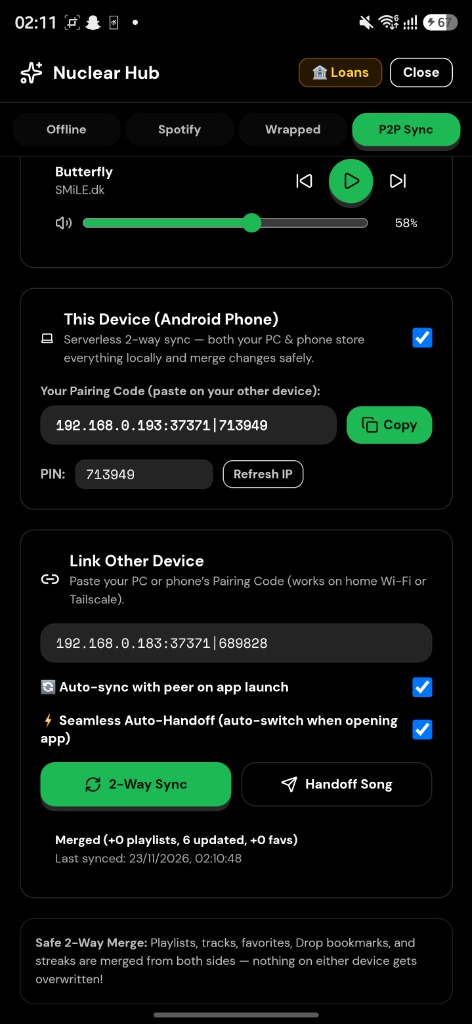 02:11
67
Nuclear Hub
🏦 Loans
Close
Offline
Spotify
Wrapped
P2P Sync
Butterfly
SMiLE.dk
58%
This Device (Android Phone)
Serverless 2-way sync — both your PC & phone store
everything locally and merge changes safely.
Your Pairing Code (paste on your other device):
192.168.0.193:37371|713949
Copy
PIN:
713949
Refresh IP
Link Other Device
Paste your PC or phone's Pairing Code (works on home Wi-Fi or
Tailscale).
192.168.0.183:37371|689828
🔄 Auto-sync with peer on app launch
⚡ Seamless Auto-Handoff (auto-switch when opening
app)
2-Way Sync
Handoff Song
Merged (+0 playlists, 6 updated, +0 favs)
Last synced: 23/11/2026, 02:10:48
Safe 2-Way Merge: Playlists, tracks, favorites, Drop bookmarks, and
streaks are merged from both sides — nothing on either device gets
overwritten!